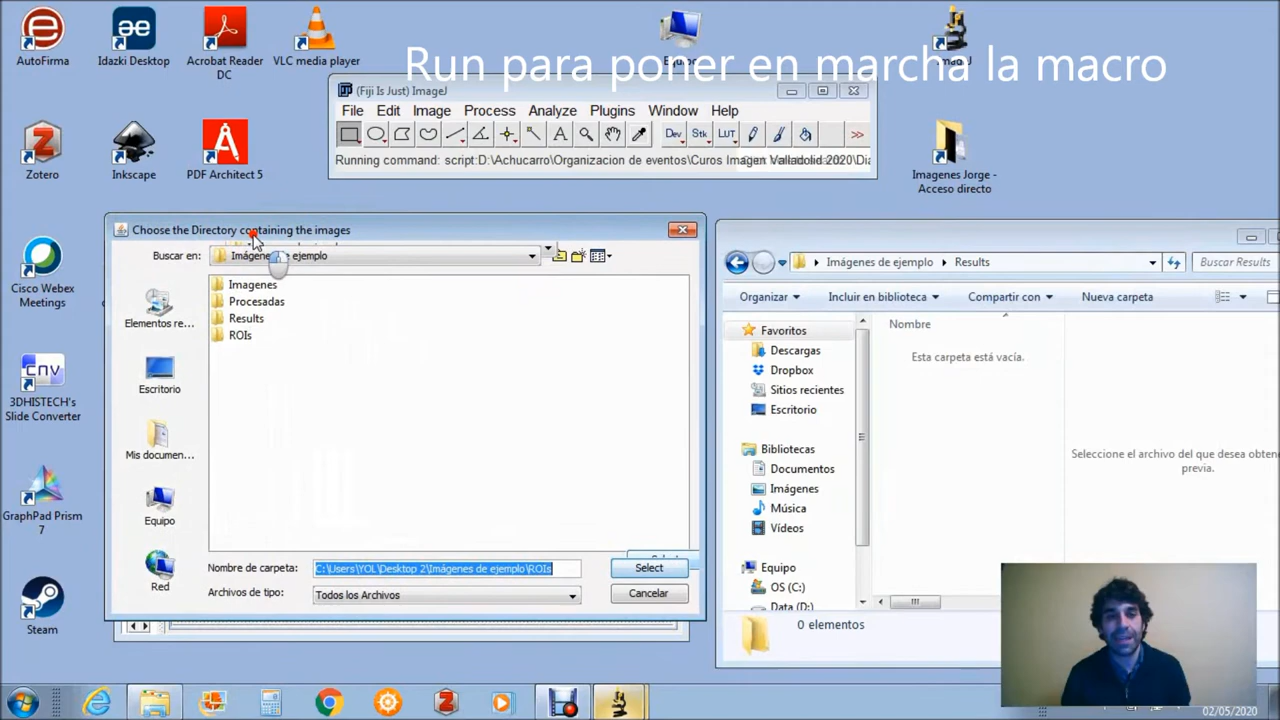 Run para poner en marcha la macro
AutoFirma
Idazki Desktop
Acrobat Reader
DC
VLC media player
Zotero
Inkscape
PDF Architect 5
Imagenes Jorge -
Acceso directo
Cisco Webex
Meetings
3DHISTECH's
Slide Converter
GraphPad Prism
7
Steam
(Fiji Is Just) ImageJ
File Edit Image Process Analyze Plugins Window Help
Dev Stk LUT >>
Running command: script:D:\Achucarro\Organizacion de eventos\Curos Imagen Valladolid 2020\Dia
Choose the Directory containing the images
Buscar en: Imágenes de ejemplo
Imagenes
Procesadas
Results
ROIs
Elementos re...
Escritorio
Mis documen...
Equipo
Red
Nombre de carpeta: C:\Users\YOL\Desktop 2\Imágenes de ejemplo\ROIs Select
Archivos de tipo: Todos los Archivos Cancelar
Imágenes de ejemplo Results Buscar Results
Organizar Incluir en biblioteca Compartir con Nueva carpeta
Favoritos
Descargas
Dropbox
Sitios recientes
Escritorio
Bibliotecas
Documentos
Imágenes
Música
Vídeos
Equipo
OS (C:)
Data (D:)
Nombre
Esta carpeta está vacía.
Seleccione el archivo del que desea obtene
previa.
0 elementos
02/05/2020